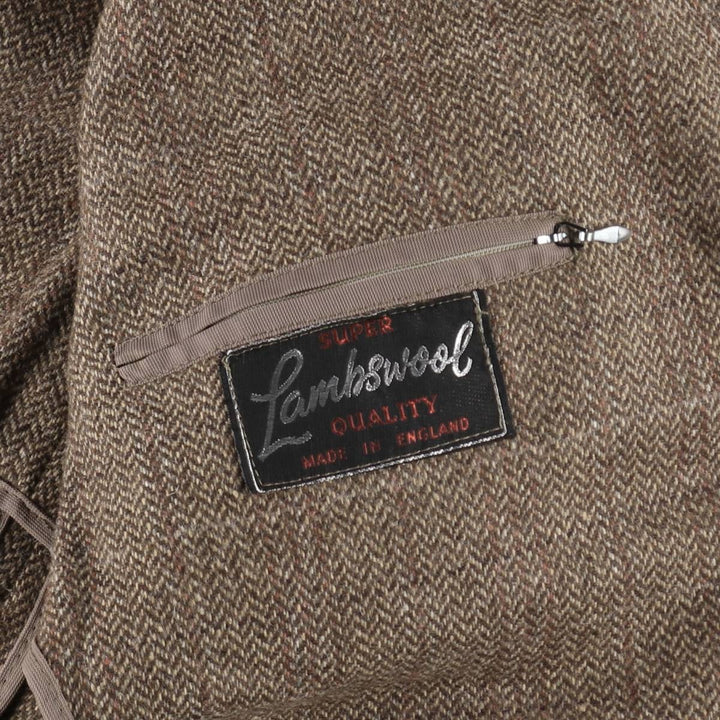 SUPER
Lambswool
QUALITY
MADE IN ENGLAND